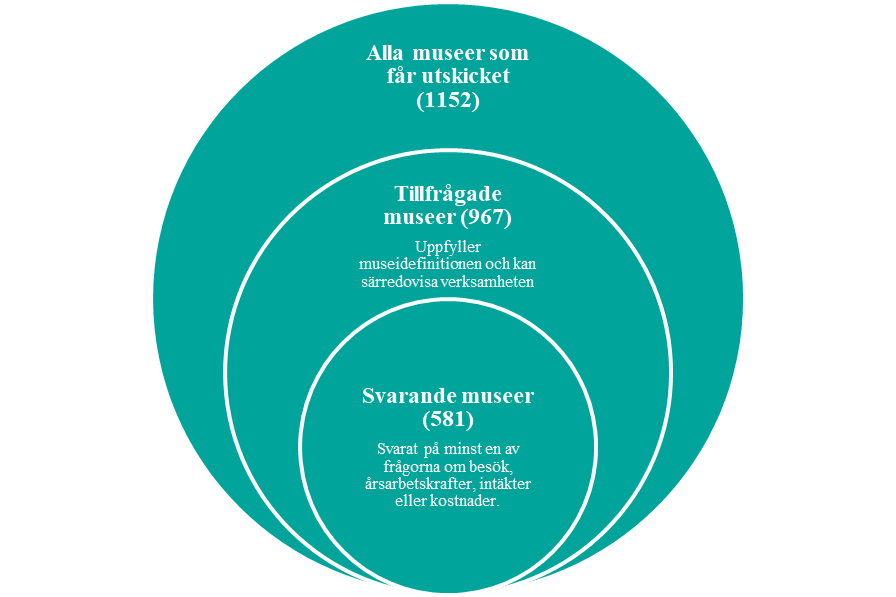 Alla museer som
får utskicket
(1152)
Tillfrågade
museer (967)
Uppfyller
museidefinitionen och kan
särredovisa verksamheten
Svarande museer
(581)
Svarat på minst en av
frågorna om besök,
årsarbetskrafter, intäkter
eller kostnader.